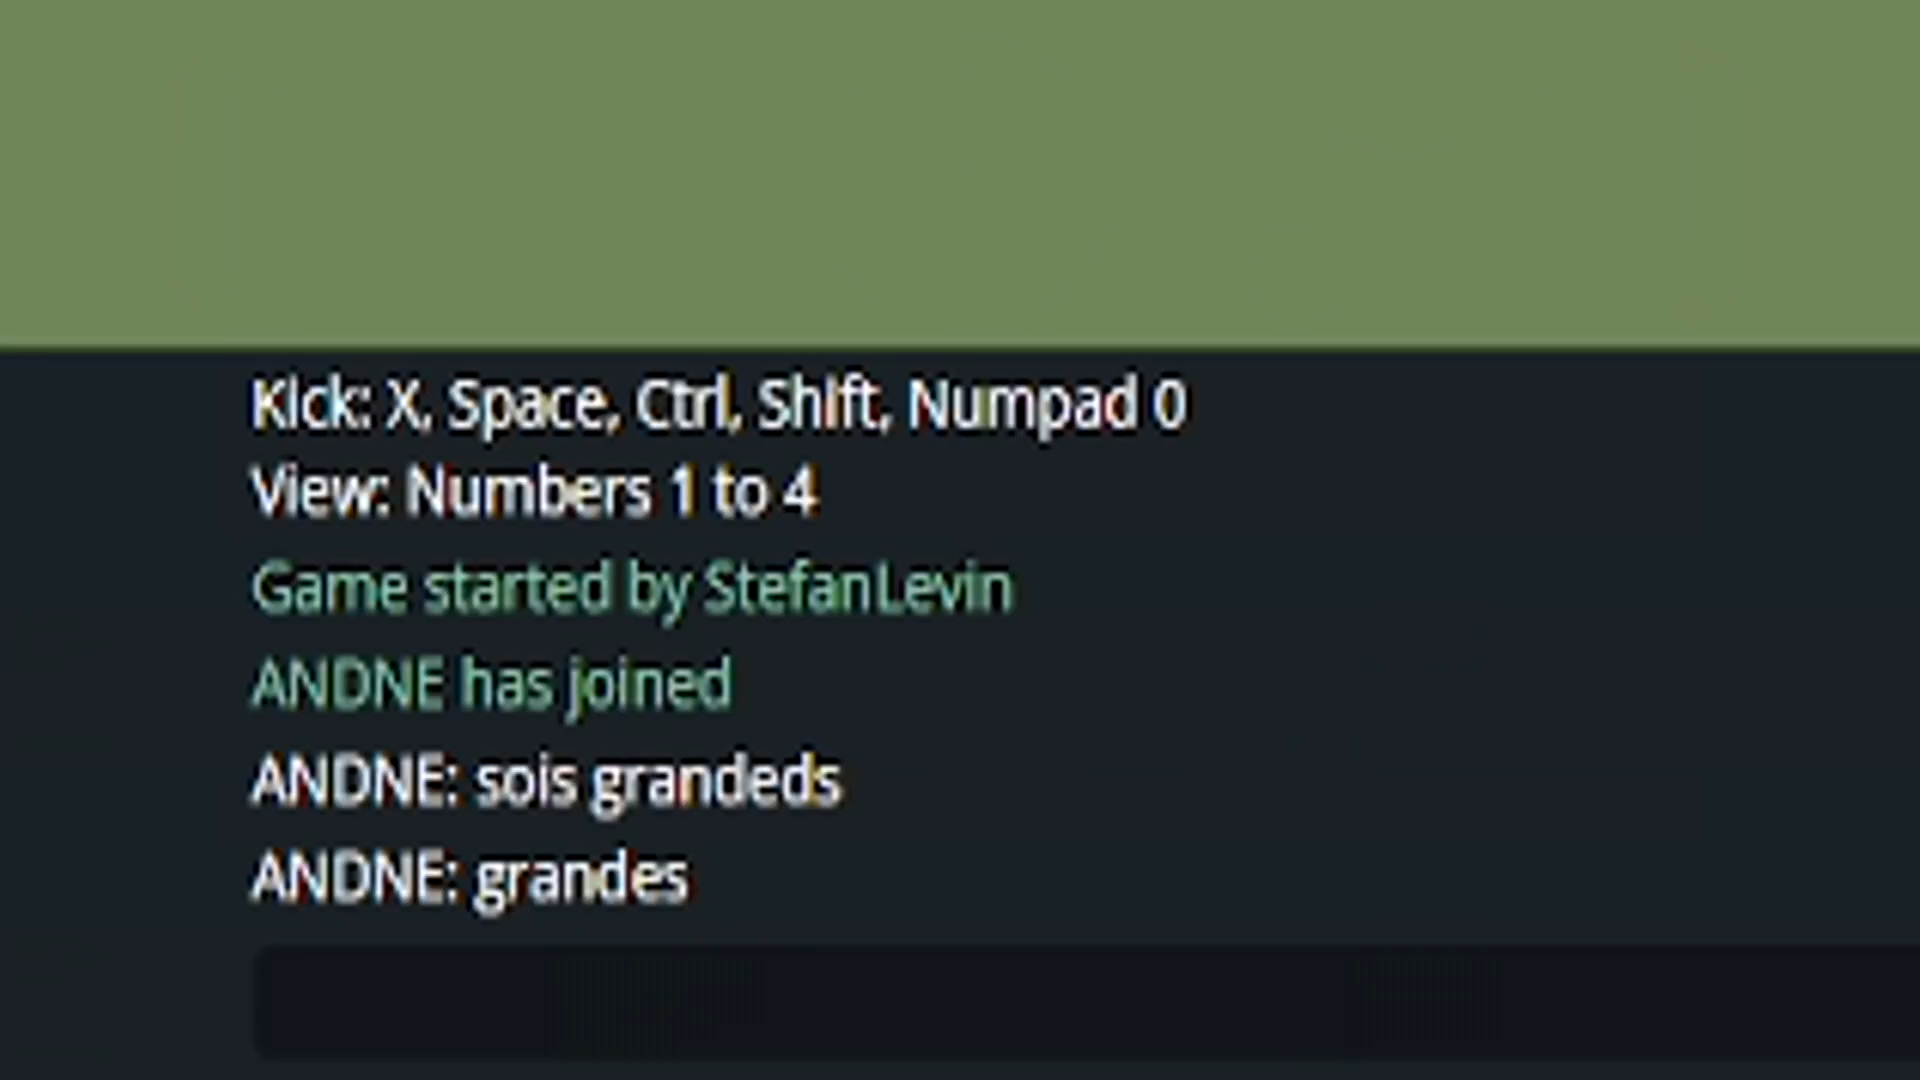 Kick: X, Space, Ctrl, Shift, Numpad 0
View: Numbers 1 to 4
Game started by StefanLevin
ANDNE has joined
ANDNE: sois grandeds
ANDNE: grandes